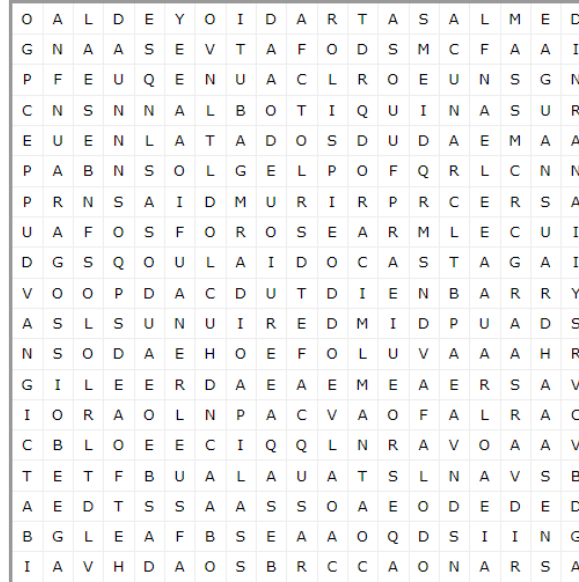 O A L D E Y O I D A R T A S A L M E D
G N A A S E V T A F O D S M C F A A I
P F E U Q E N U A C L R O E U N S G N
C N S N N A L B O T I Q U I N A S U R
E U E N L A T A D O S D U D A E M A A
P A B N S O L G E L P O F Q R L C N N
P R N S A I D M U R I R P R C E R S A
U A F O S F O R O S E A R M L E C U I
D G S Q O U L A I D O C A S T A G A I
V O O P D A C D U T D I E N B A R R Y
A S L S U N U I R E D M I D P U A D S
N S O D A E H O E F O L U V A A A H R
G I L E E R D A E A E M E A E R S A V
I O R A O L N P A C V A O F A L R A C
C B L O E E C I Q Q L N R A V O A A V
T E T F B U A L A U A T S L N A V S B
A E D T S S A A S S O A E O D E D E D
B G L E A F B S E A A O Q D S I I N G
I A V H D A O S B R C C A O N A R S A